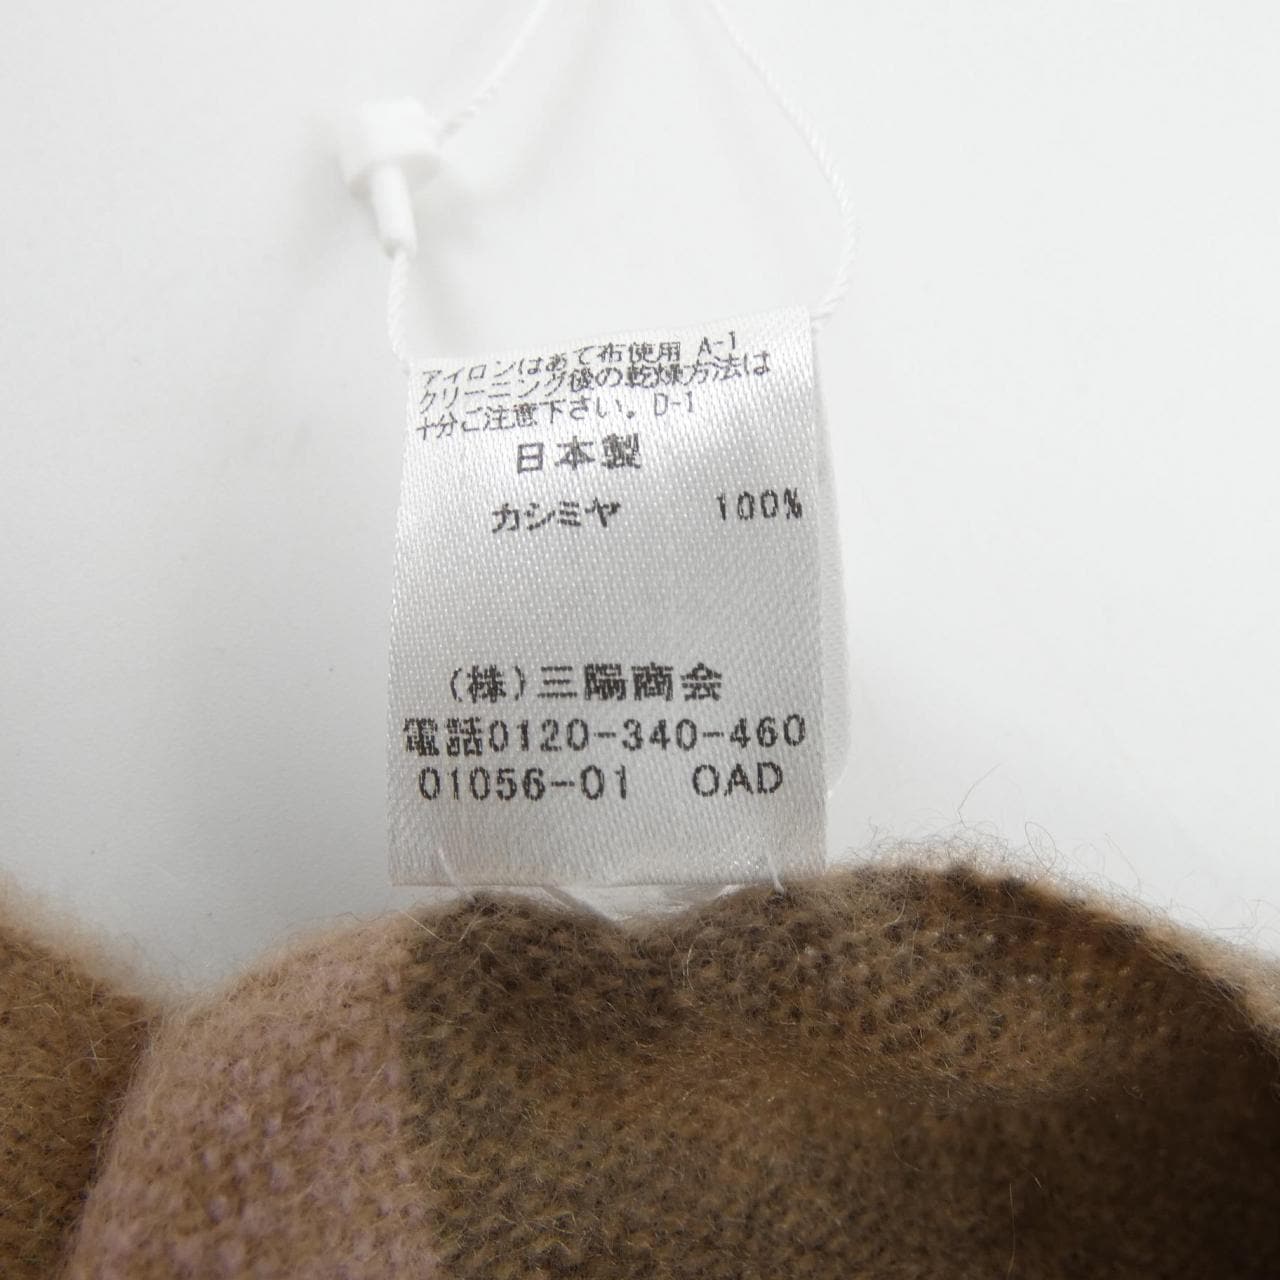 アイロンはあて布使用 A-1
クリーニング後の乾燥方法は
十分ご注意下さい。D-1
日本製
カシミヤ 100%
(株)三陽商会
電話0120-340-460
01056-01 OAD